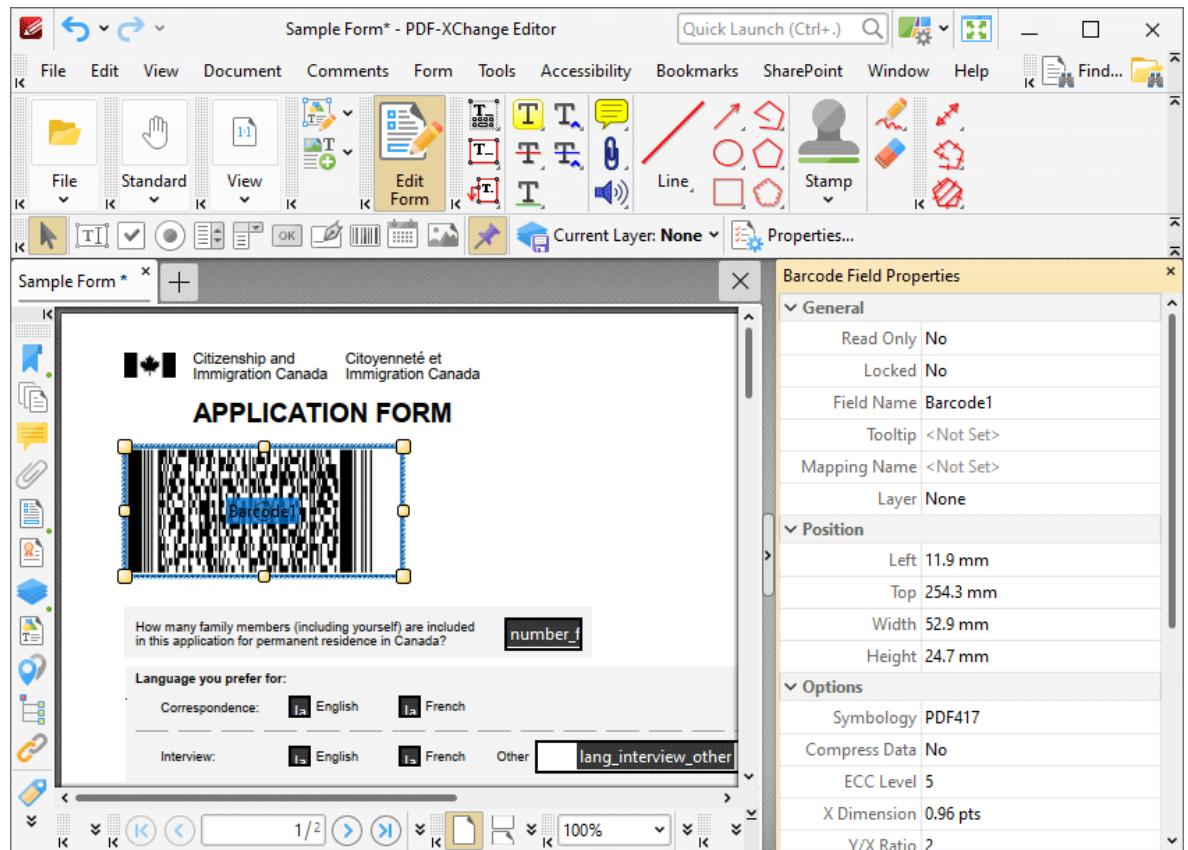 Sample Form* - PDF-XChange Editor
Quick Launch (Ctrl+.)
File Edit View Document Comments Form Tools Accessibility Bookmarks SharePoint Window Help
Find...
File
Standard
View
Edit
Form
Line
Stamp
OK
Current Layer: None
Properties...
Sample Form *
Citizenship and
Immigration Canada
Citoyenneté et
Immigration Canada
APPLICATION FORM
Barcode1
How many family members (including yourself) are included
in this application for permanent residence in Canada?
number_f
Language you prefer for:
Correspondence: la English la French
Interview: la English la French Other lang_interview_other
1/2
100%
Barcode Field Properties
General
Read Only No
Locked No
Field Name Barcode1
Tooltip <Not Set>
Mapping Name <Not Set>
Layer None
Position
Left 11.9 mm
Top 254.3 mm
Width 52.9 mm
Height 24.7 mm
Options
Symbology PDF417
Compress Data No
ECC Level 5
X Dimension 0.96 pts
Y/X Ratio 2